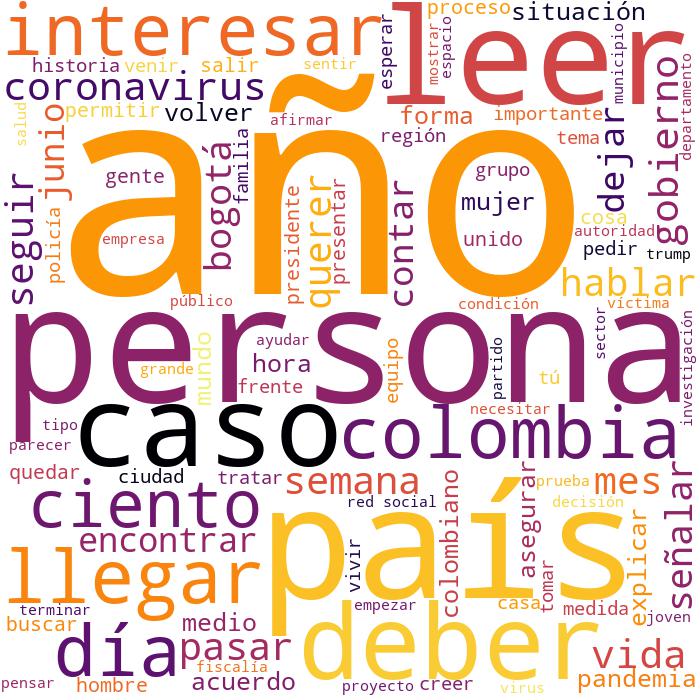 interesar
leer
proceso
situación
historia
venir
salir
sentir
esperar
mostrar
espacio
municipio
departamento
coronavirus
permitir
volver
afirmar
forma
importante
región
tema
salud
junio
familia
gente
grupo
mujer
dejar
gobierno
año
seguir
policía
empresa
bogotá
presidente
querer
presentar
contar
unido
cosa
autoridad
pedir
trump
hablar
público
condición
víctima
persona
sector
investigación
ayudar
mundo
grande
hora
frente
equipo
partido
tú
necesitar
caso
colombia
tipo
parecer
quedar
ciudad
tratar
semana
prueba
mes
ciento
red social
decisión
colombiano
asegurar
señalar
encontrar
país
llegar
vivir
tomar
explicar
terminar
empezar
casa
medida
joven
buscar
día
medio
pasar
deber
vida
fiscalía
pensar
hombre
acuerdo
proyecto
creer
virus
pandemia